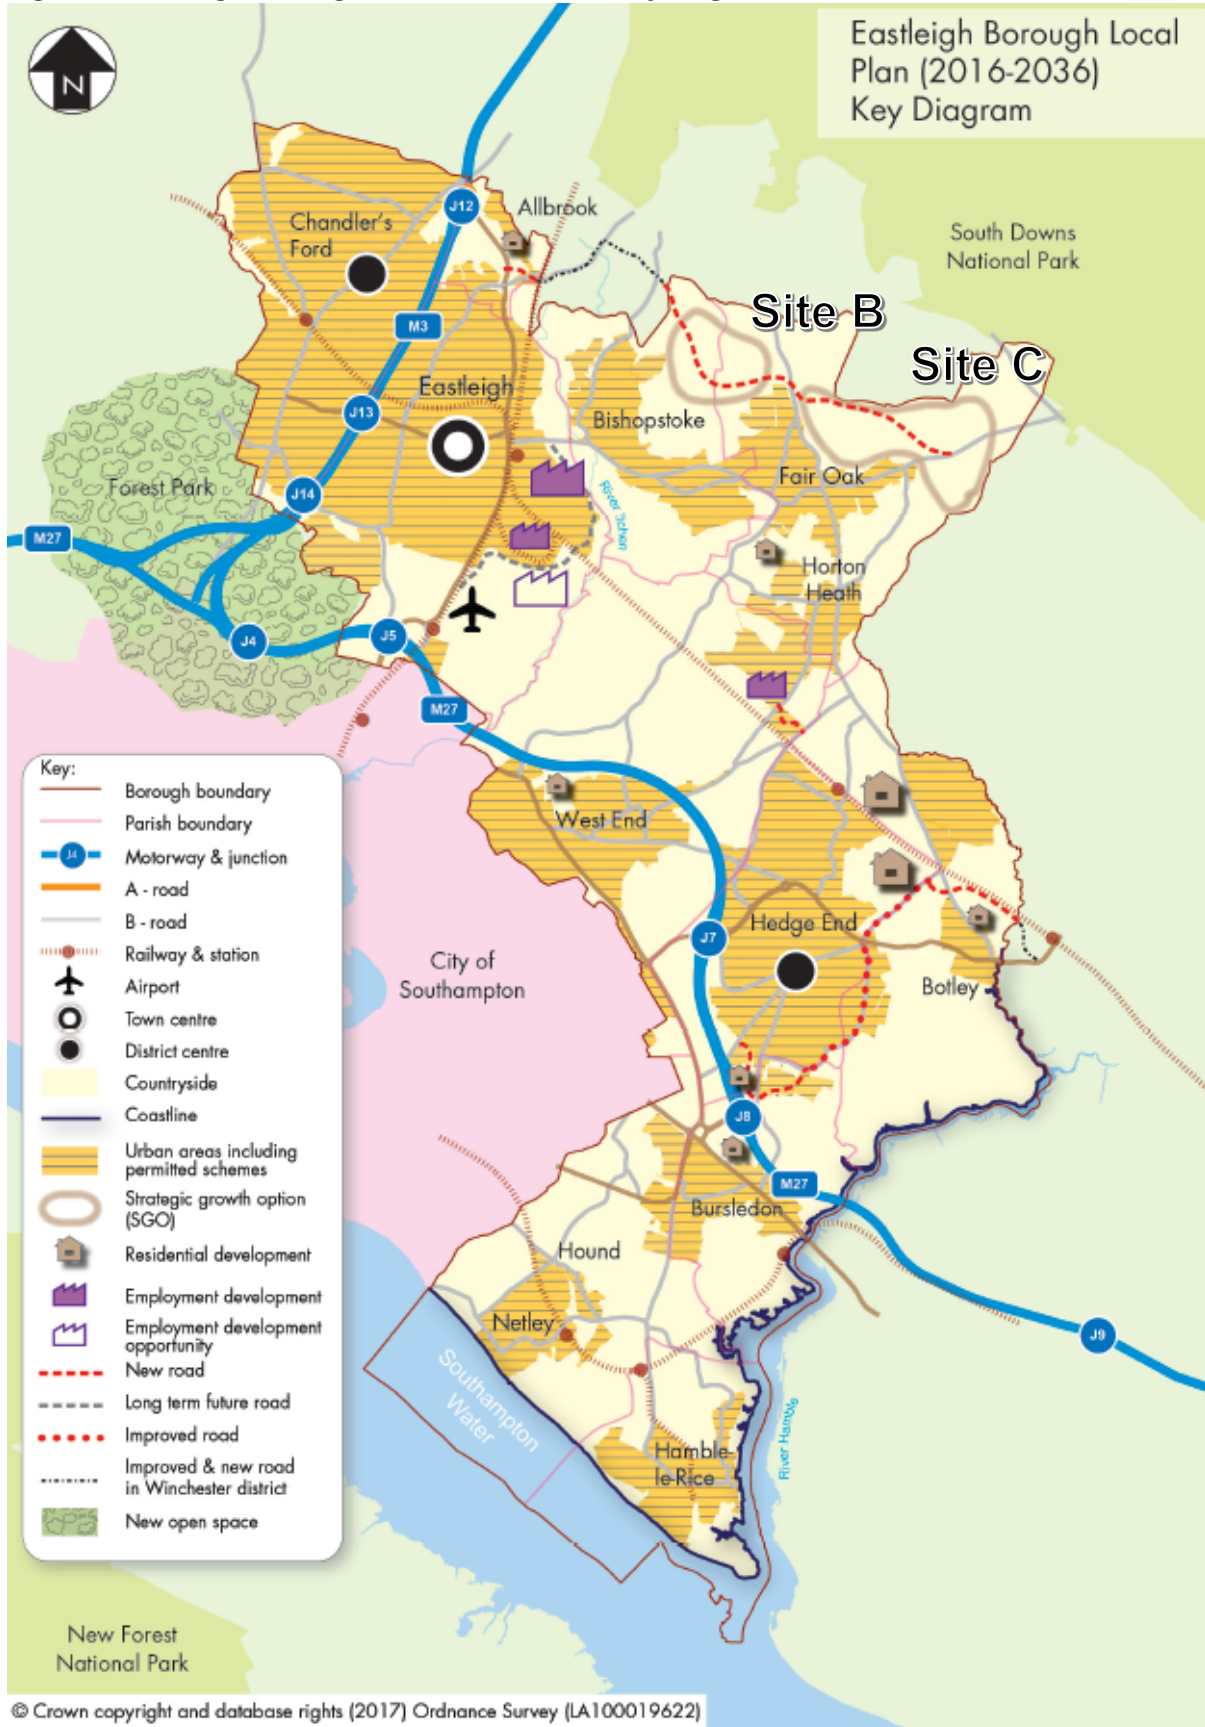 Eastleigh Borough Local
Plan (2016-2036)
Key Diagram
N
J12
Allbrook
Chandler's
Ford
South Downs
National Park
Site B
Site C
M3
Eastleigh
J13
Bishopstoke
Fair Oak
Forest Park
J14
River Itchen
M27
Horton
Heath
J4
J5
M27
West End
Hedge End
J7
City of
Southampton
Botley
J8
M27
Bursledon
Hound
Netley
J9
Southampton
Water
River Hamble
Hamble-
le-Rice
Key:
Borough boundary
Parish boundary
J4
Motorway & junction
A - road
B - road
Railway & station
Airport
Town centre
District centre
Countryside
Coastline
Urban areas including
permitted schemes
Strategic growth option
(SGO)
Residential development
Employment development
Employment development
opportunity
New road
Long term future road
Improved road
Improved & new road
in Winchester district
New open space
New Forest
National Park
© Crown copyright and database rights (2017) Ordnance Survey (LA100019622)